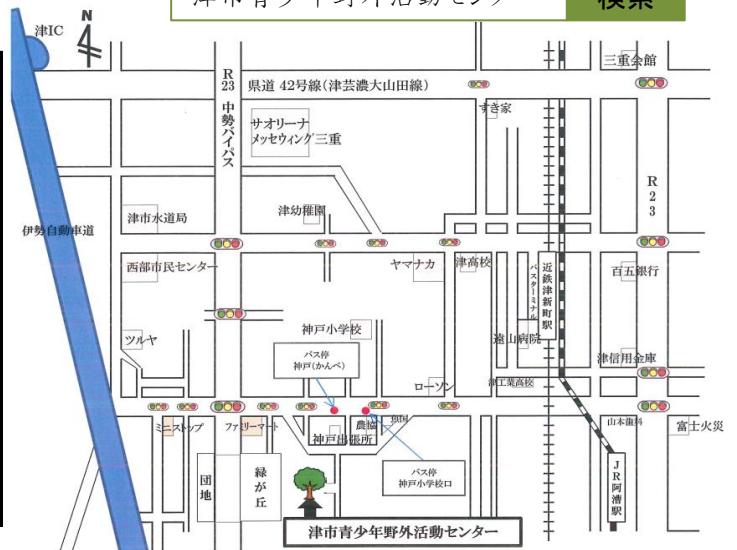 津市青少年野外活動センター
検索
N
津IC
三重会館
R23 中勢バイパス
県道 42号線(津芸濃大山田線)
すき家
サオリーナ
メッセウィング三重
R23
津市水道局
津幼稚園
伊勢自動車道
西部市民センター
ヤマナカ
津高校
バスターミナル
近鉄津新町駅
百五銀行
ツルヤ
神戸小学校
遠山病院
津信用金庫
バス停
神戸(かんべ)
ローソン
津工業高校
ミニストップ
ファミリーマート
農協
神戸出張所
山本歯科
富士火災
団地
緑が丘
バス停
神戸小学校口
JR阿漕駅
津市青少年野外活動センター